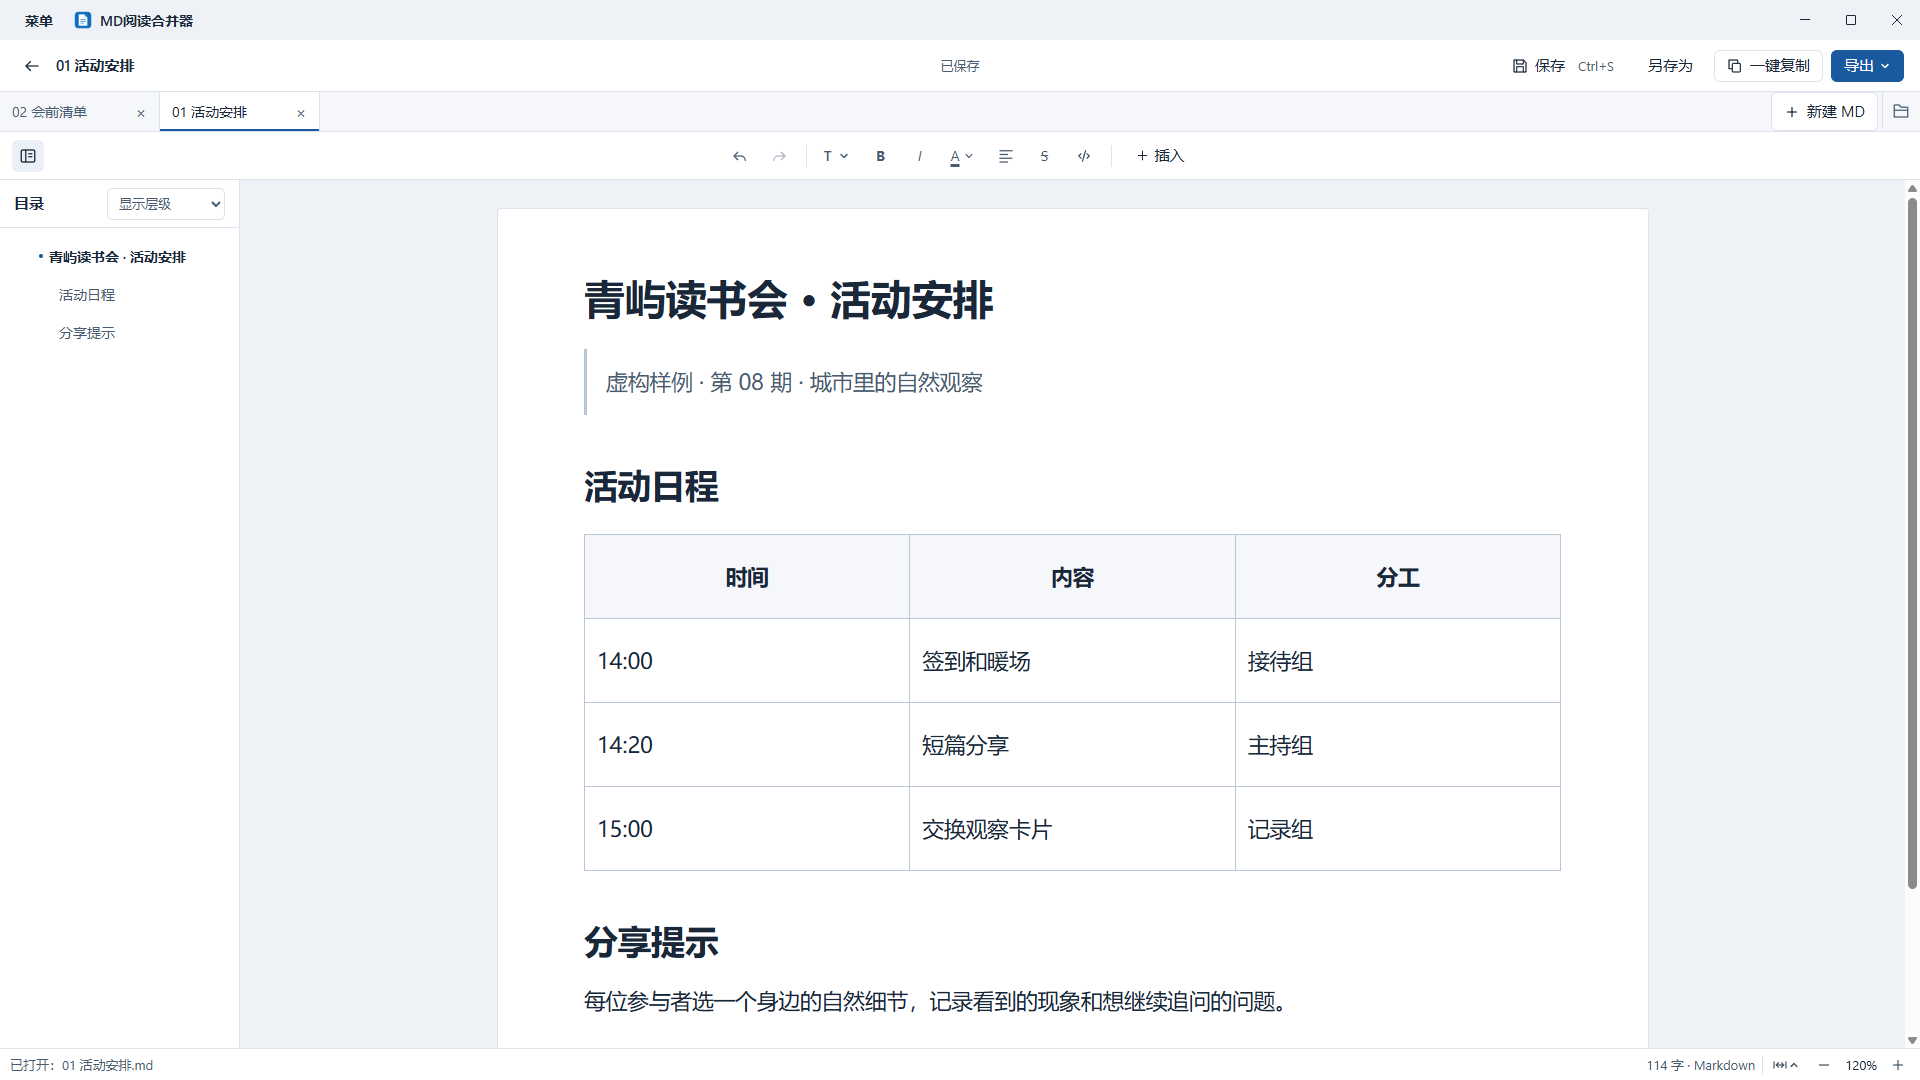 菜单 MD阅读合并器
01 活动安排 已保存 保存 Ctrl+S 另存为 一键复制 导出
02 会前清单 × 01 活动安排 × + 新建 MD
T B I A S </> + 插入
目录 显示层级
• 青屿读书会 · 活动安排
活动日程
分享提示
青屿读书会 · 活动安排
虚构样例 · 第 08 期 · 城市里的自然观察
活动日程
时间 内容 分工
14:00 签到和暖场 接待组
14:20 短篇分享 主持组
15:00 交换观察卡片 记录组
分享提示
每位参与者选一个身边的自然细节，记录看到的现象和想继续追问的问题。
已打开：01 活动安排.md 114 字 · Markdown − 120% +